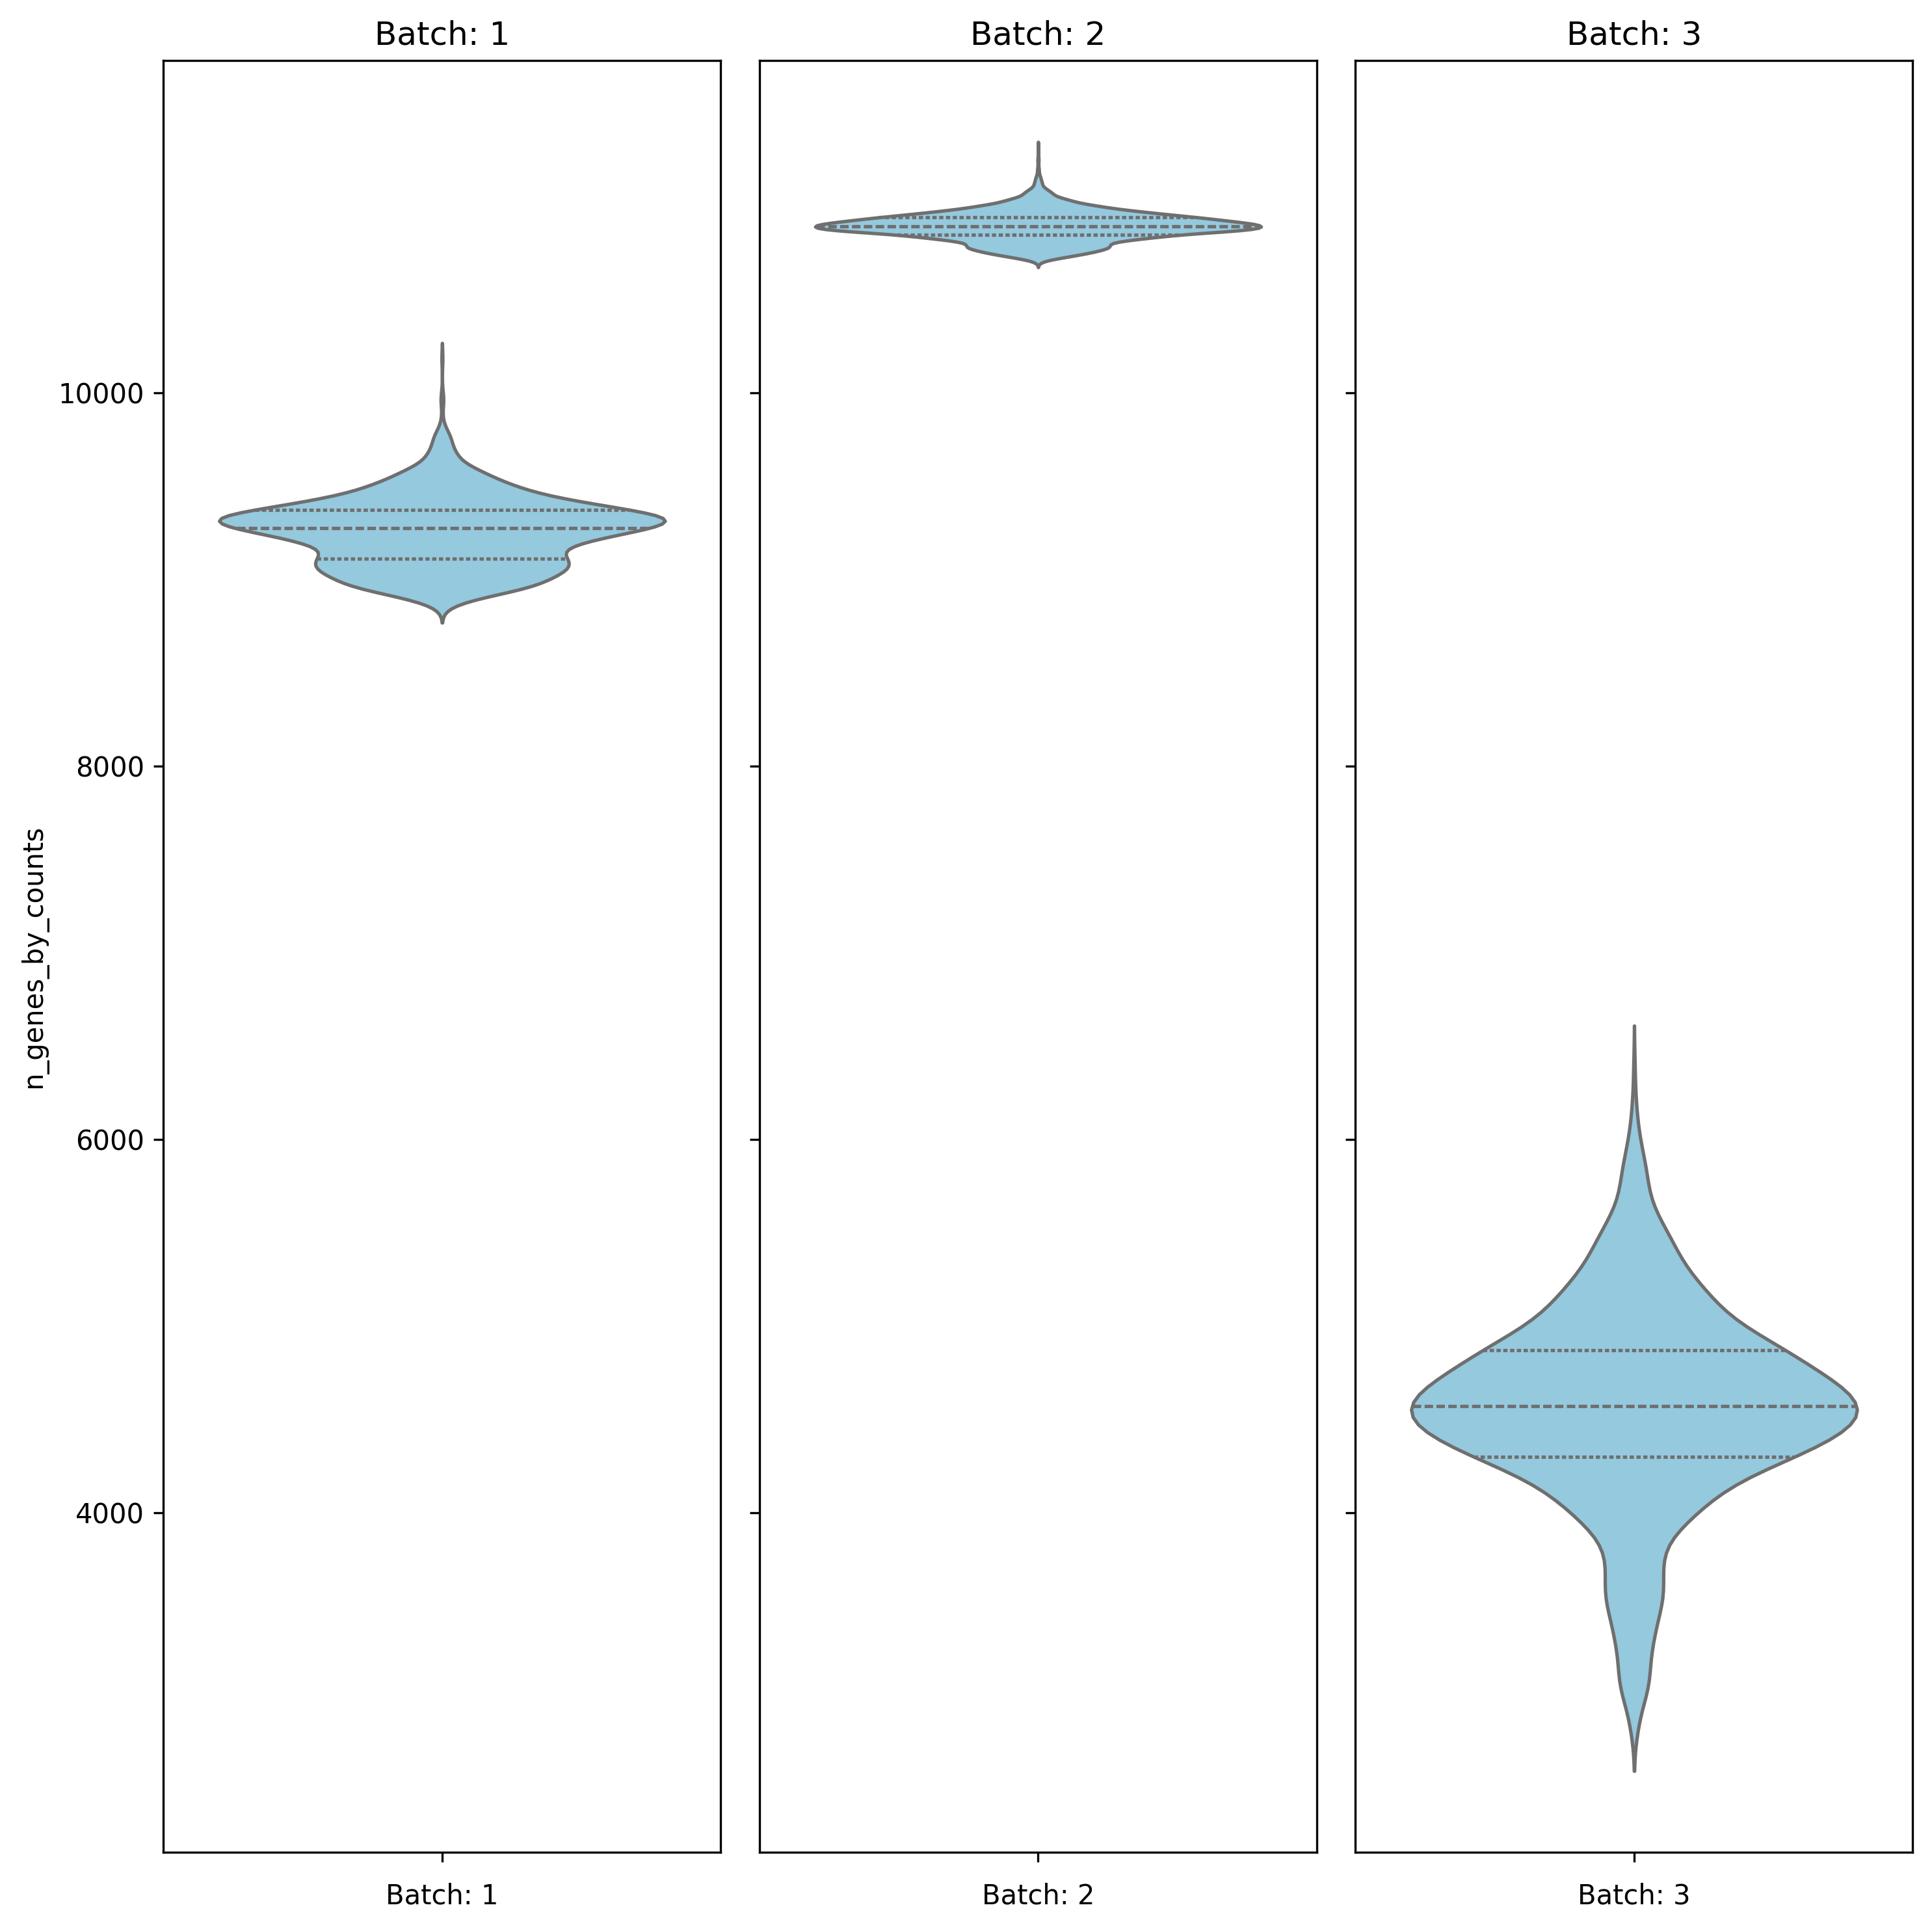 Batch: 1
Batch: 2
Batch: 3
n_genes_by_counts
10000
8000
6000
4000
Batch: 1
Batch: 2
Batch: 3